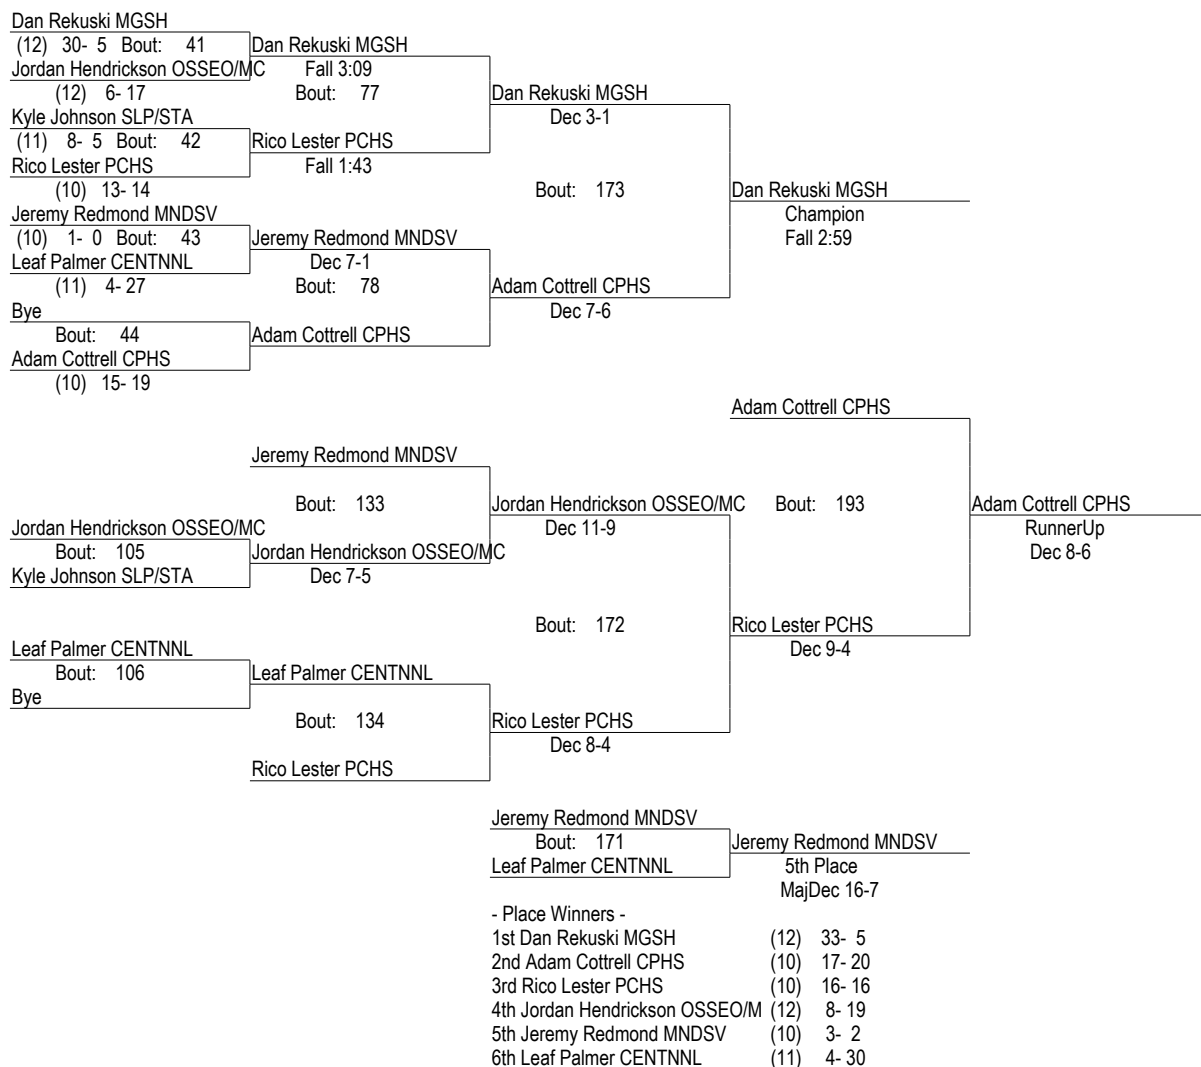 Dan Rekuski MGSH
(12) 30- 5 Bout: 41
Dan Rekuski MGSH
Jordan Hendrickson OSSEO/MC
Fall 3:09
(12) 6- 17
Bout: 77
Dan Rekuski MGSH
Kyle Johnson SLP/STA
Dec 3-1
(11) 8- 5 Bout: 42
Rico Lester PCHS
Rico Lester PCHS
Fall 1:43
(10) 13- 14
Bout: 173
Dan Rekuski MGSH
Jeremy Redmond MNDSV
Champion
(10) 1- 0 Bout: 43
Jeremy Redmond MNDSV
Fall 2:59
Leaf Palmer CENTNNL
Dec 7-1
(11) 4- 27
Bout: 78
Adam Cottrell CPHS
Bye
Dec 7-6
Bout: 44
Adam Cottrell CPHS
Adam Cottrell CPHS
(10) 15- 19
Adam Cottrell CPHS
Jeremy Redmond MNDSV
Bout: 133
Jordan Hendrickson OSSEO/MC
Bout: 193
Adam Cottrell CPHS
Jordan Hendrickson OSSEO/MC
Dec 11-9
RunnerUp
Bout: 105
Jordan Hendrickson OSSEO/MC
Dec 8-6
Kyle Johnson SLP/STA
Dec 7-5
Bout: 172
Rico Lester PCHS
Leaf Palmer CENTNNL
Dec 9-4
Bout: 106
Leaf Palmer CENTNNL
Bye
Bout: 134
Rico Lester PCHS
Dec 8-4
Rico Lester PCHS
Jeremy Redmond MNDSV
Bout: 171
Jeremy Redmond MNDSV
Leaf Palmer CENTNNL
5th Place
MajDec 16-7
- Place Winners -
1st Dan Rekuski MGSH (12) 33- 5
2nd Adam Cottrell CPHS (10) 17- 20
3rd Rico Lester PCHS (10) 16- 16
4th Jordan Hendrickson OSSEO/M (12) 8- 19
5th Jeremy Redmond MNDSV (10) 3- 2
6th Leaf Palmer CENTNNL (11) 4- 30